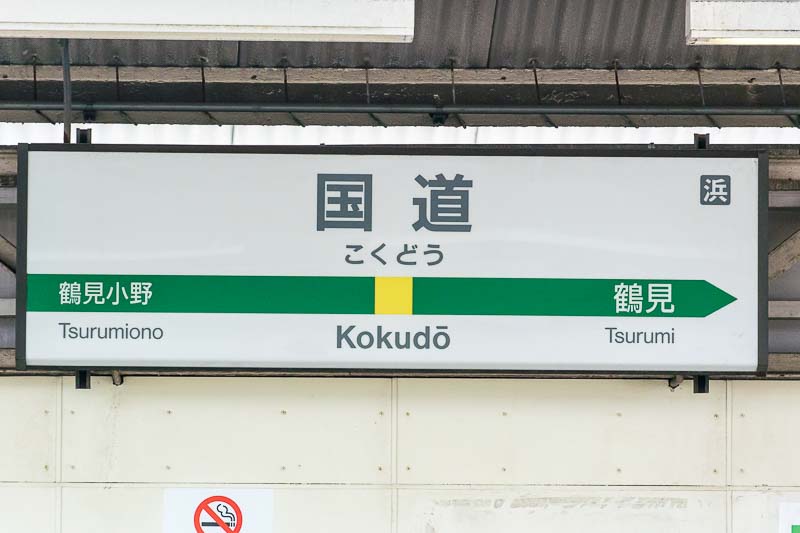 国道
浜
こくどう
鶴見小野
鶴見
Tsurumiono
Kokudō
Tsurumi